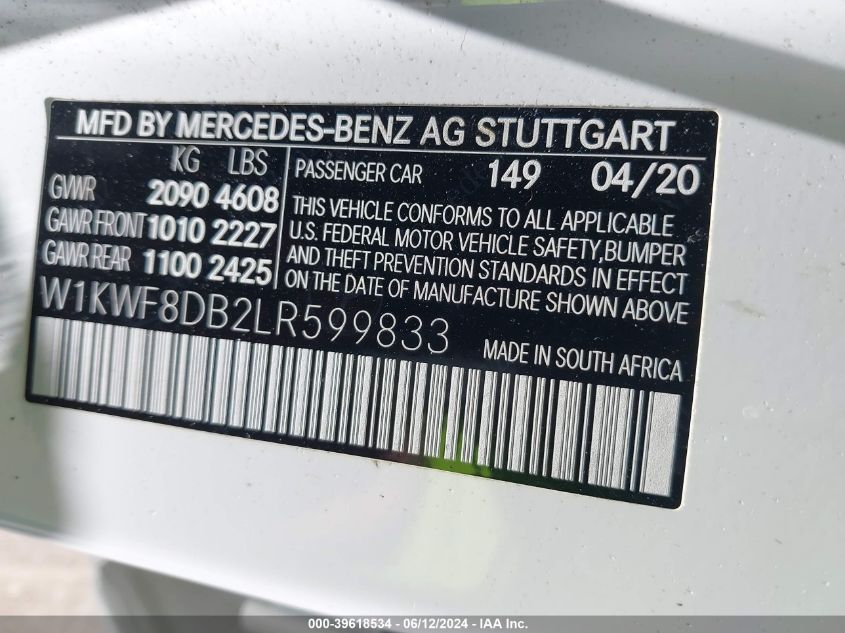 MFD BY MERCEDES-BENZ AG STUTTGART
KG LBS
GVWR 2090 4608
GAWR FRONT 1010 2227
GAWR REAR 1100 2425
PASSENGER CAR 149 04/20
THIS VEHICLE CONFORMS TO ALL APPLICABLE
U.S. FEDERAL MOTOR VEHICLE SAFETY,BUMPER
AND THEFT PREVENTION STANDARDS IN EFFECT
ON THE DATE OF MANUFACTURE SHOWN ABOVE
W1KWF8DB2LR599833
MADE IN SOUTH AFRICA
000-39618534 - 06/12/2024 - IAA Inc.